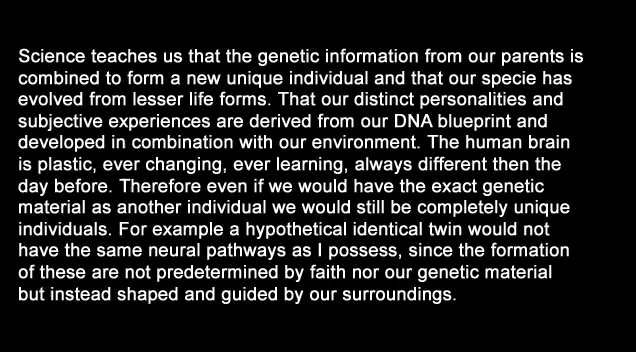 Science teaches us that the genetic information from our parents is
combined to form a new unique individual and that our specie has
evolved from lesser life forms. That our distinct personalities and
subjective experiences are derived from our DNA blueprint and
developed in combination with our environment. The human brain
is plastic, ever changing, ever learning, always different then the
day before. Therefore even if we would have the exact genetic
material as another individual we would still be completely unique
individuals. For example a hypothetical identical twin would not
have the same neural pathways as I possess, since the formation
of these are not predetermined by faith nor our genetic material
but instead shaped and guided by our surroundings.